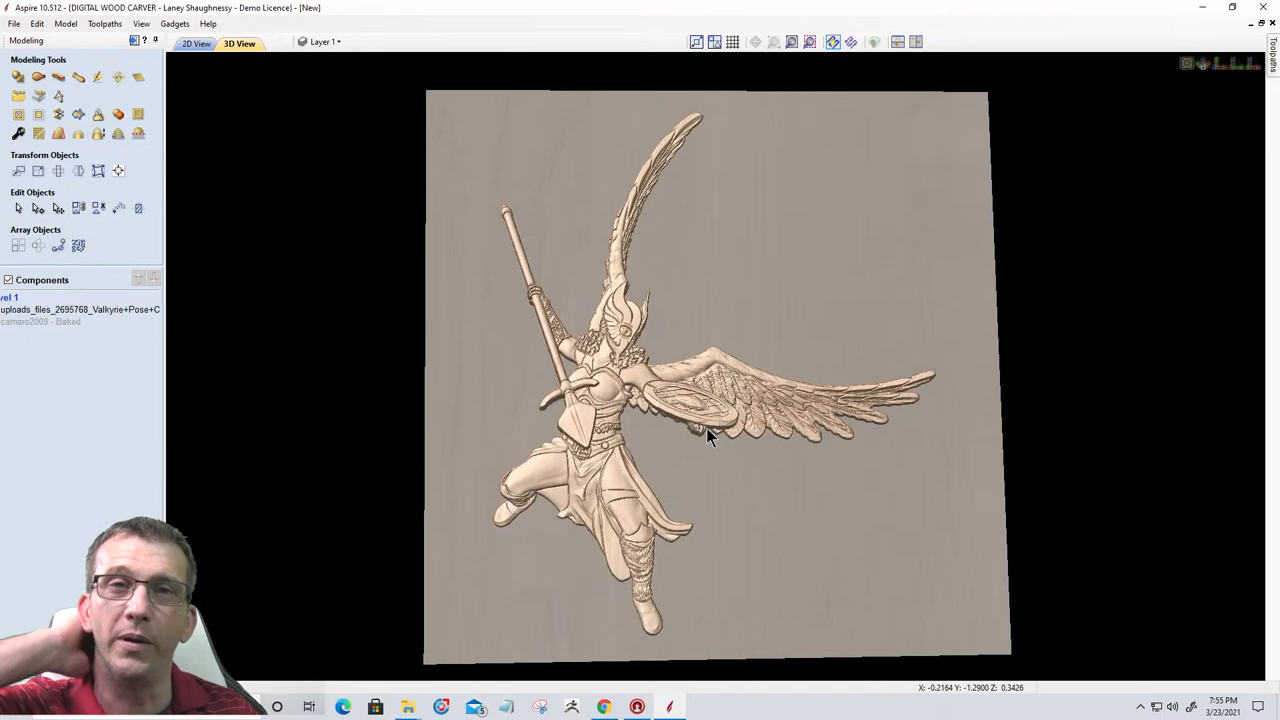 Aspire 10.512 - (DIGITAL WOOD CARVER - Laney Shaughnessy - Demo Licence) - [New]
File Edit Model Toolpaths View Gadgets Help
Modeling
2D View 3D View Layer 1
Toolpaths
Modeling Tools
Transform Objects
Edit Objects
Array Objects
Components
vel 1
uploads_files_2695768_Valkyrie+Pose+C
camaro2009 - Baked
X: -0.2164 Y: -1.2900 Z: 0.3426
5
7:55 PM
3/23/2021